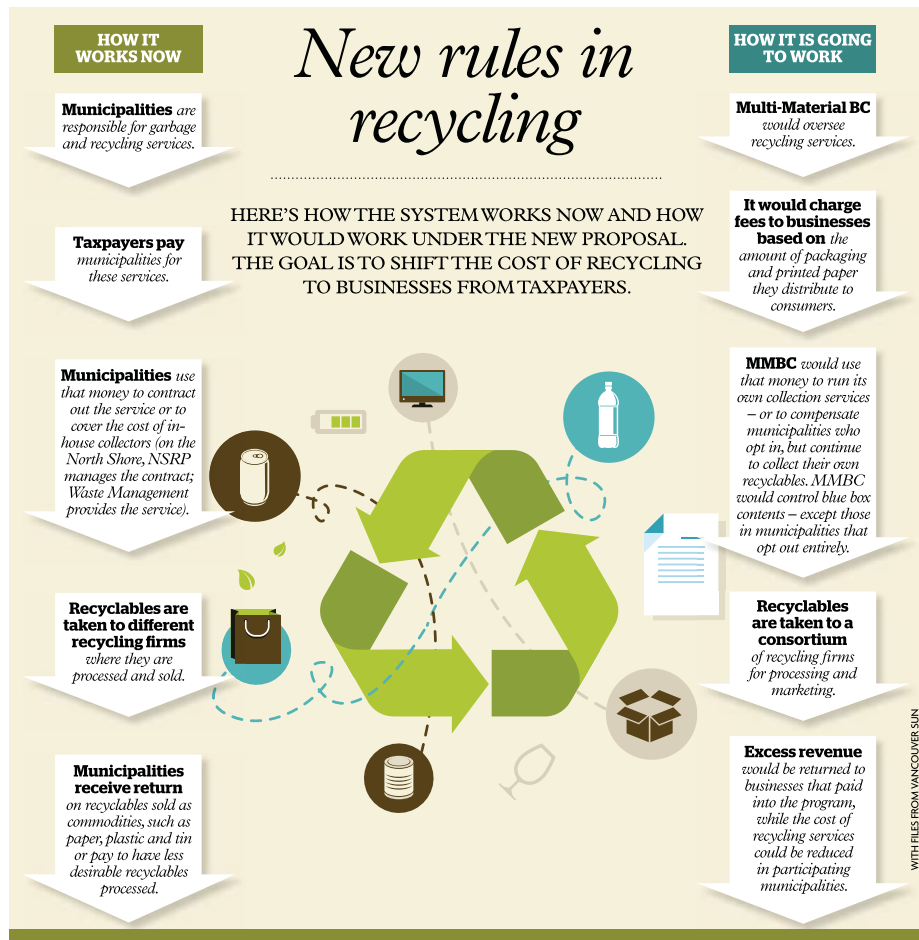 HOW IT
WORKS NOW
Municipalities are
responsible for garbage
and recycling services.
Taxpayers pay
municipalities for
these services.
Municipalities use
that money to contract
out the service or to
cover the cost of in-
house collectors (on the
North Shore, NSRP
manages the contract;
Waste Management
provides the service).
Recyclables are
taken to different
recycling firms
where they are
processed and sold.
Municipalities
receive return
on recyclables sold as
commodities, such as
paper, plastic and tin
or pay to have less
desirable recyclables
processed.
New rules in
recycling
HERE'S HOW THE SYSTEM WORKS NOW AND HOW
IT WOULD WORK UNDER THE NEW PROPOSAL.
THE GOAL IS TO SHIFT THE COST OF RECYCLING
TO BUSINESSES FROM TAXPAYERS.
HOW IT IS GOING
TO WORK
Multi-Material BC
would oversee
recycling services.
It would charge
fees to businesses
based on the
amount of packaging
and printed paper
they distribute to
consumers.
MMBC would use
that money to run its
own collection services
– or to compensate
municipalities who
opt in, but continue
to collect their own
recyclables. MMBC
would control blue box
contents – except those
in municipalities that
opt out entirely.
Recyclables
are taken to a
consortium
of recycling firms
for processing and
marketing.
Excess revenue
would be returned to
businesses that paid
into the program,
while the cost of
recycling services
could be reduced
in participating
municipalities.
WITH FILES FROM VANCOUVER SUN